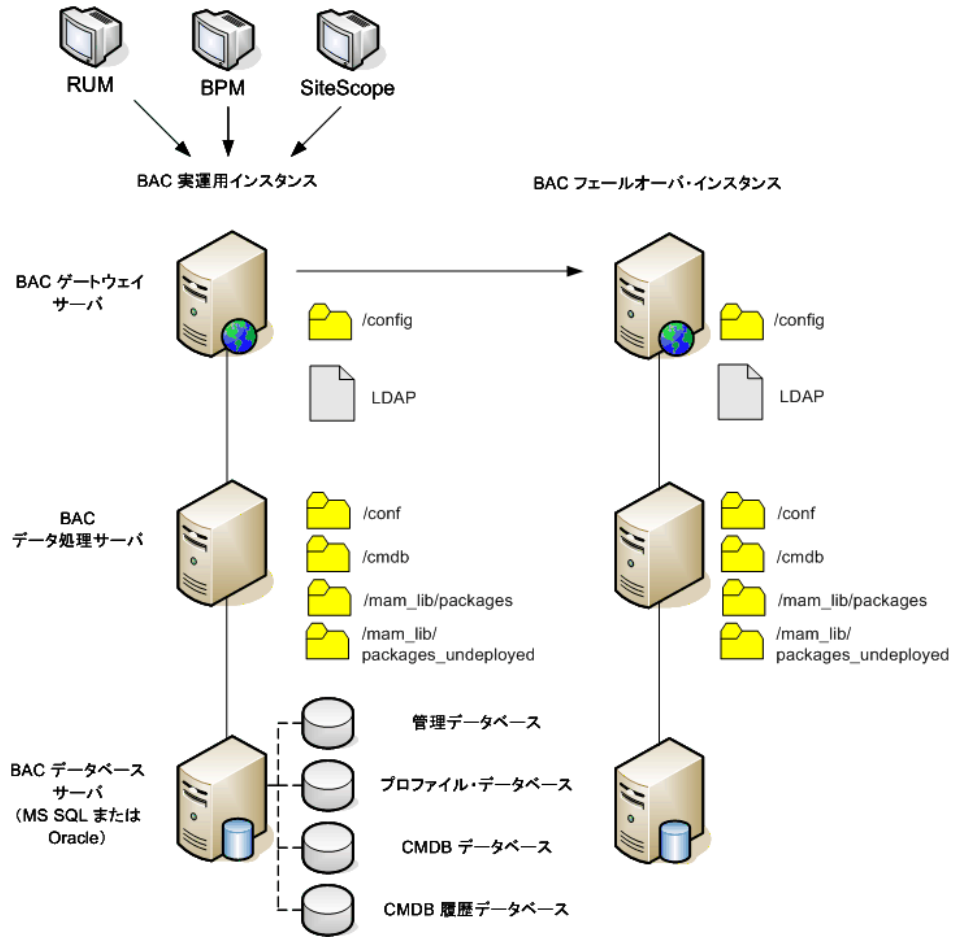 RUM
BPM
SiteScope
BAC 実運用インスタンス
BAC フェールオーバ・インスタンス
BAC ゲートウェイ
サーバ
/config
LDAP
/config
LDAP
BAC
データ処理サーバ
/conf
/cmdb
/mam_lib/packages
/mam_lib/
packages_undeployed
/conf
/cmdb
/mam_lib/packages
/mam_lib/
packages_undeployed
BAC データベース
サーバ
(MS SQL または
Oracle)
管理データベース
プロファイル・データベース
CMDB データベース
CMDB 履歴データベース